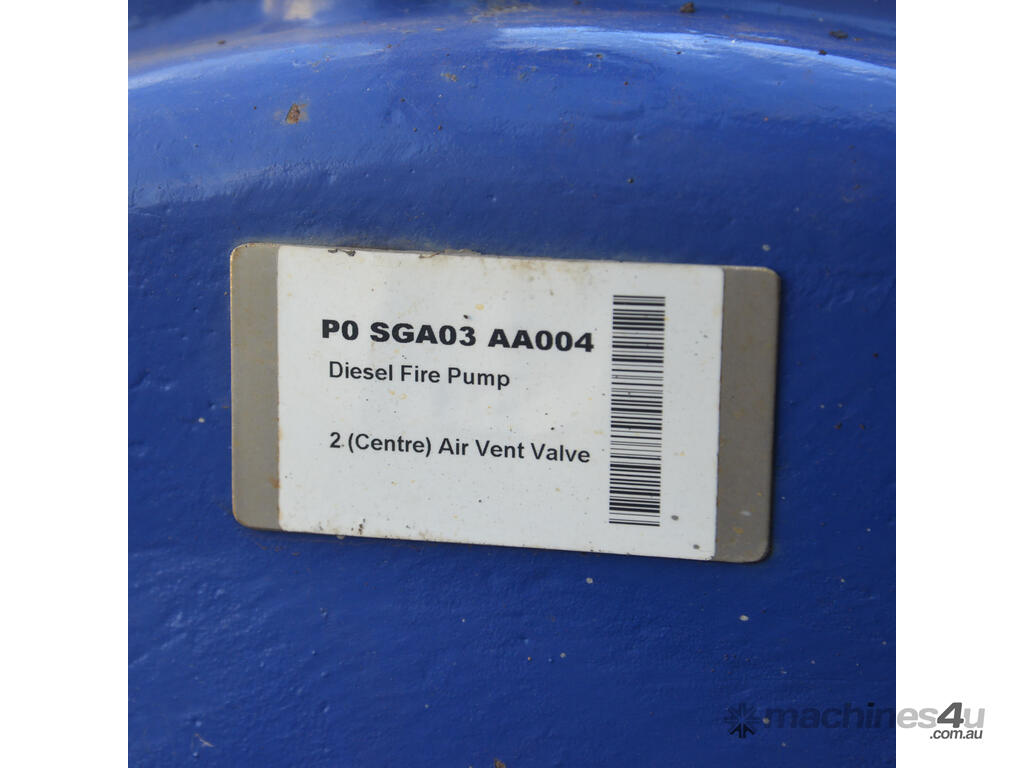 P0 SGA03 AA004
Diesel Fire Pump
2 (Centre) Air Vent Valve
machines4u
.com.au